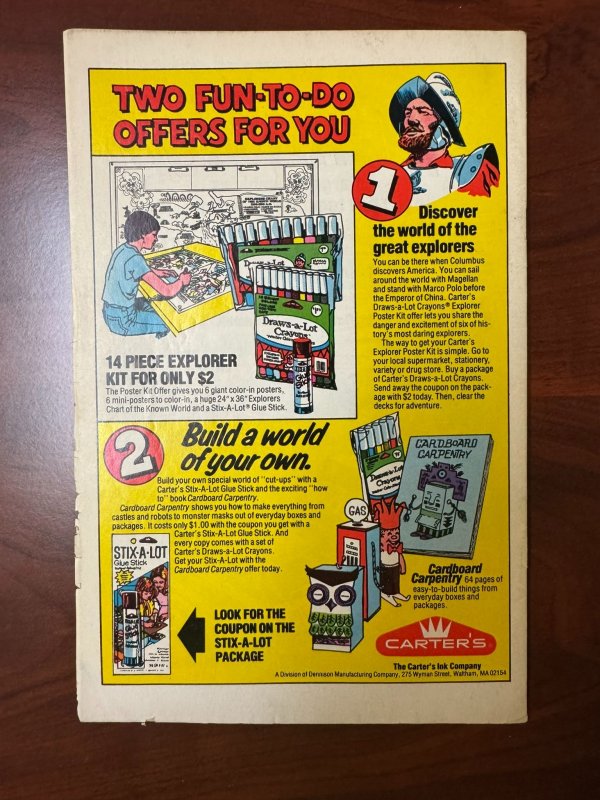 TWO FUN-TO-DO
OFFERS FOR YOU
1
Discover
the world of the
great explorers
You can be there when Columbus
discovers America. You can sail
around the world with Magellan
and stand with Marco Polo before
the Emperor of China. Carter's
Draws-a-Lot Crayons® Explorer
Poster Kit offer lets you share the
danger and excitement of six of his-
tory's most daring explorers.
The way to get your Carter's
Explorer Poster Kit is simple. Go to
your local supermarket, stationery,
variety or drug store. Buy a package
of Carter's Draws-a-Lot Crayons.
Send away the coupon on the pack-
age with $2 today. Then, clear the
decks for adventure.
Draws-a-Lot
Crayons
14 PIECE EXPLORER
KIT FOR ONLY $2
The Poster Kit Offer gives you 6 giant color-in posters,
6 mini-posters to color-in, a huge 24" x 36" Explorers
Chart of the Known World and a Stix-A-Lot® Glue Stick.
2
Build a world
of your own.
Build your own special world of "cut-ups" with a
Carter's Stix-A-Lot Glue Stick and the exciting "how
to" book Cardboard Carpentry.
Cardboard Carpentry shows you how to make everything from
castles and robots to monster masks out of everyday boxes and
packages. It costs only $1.00 with the coupon you get with a
Carter's Stix-A-Lot Glue Stick. And
every copy comes with a set of
Carter's Draws-a-Lot Crayons.
Get your Stix-A-Lot with the
Cardboard Carpentry offer today.
STIX-A-LOT
Glue Stick
LOOK FOR THE
COUPON ON THE
STIX-A-LOT
PACKAGE
Draws-a-Lot
Crayons
CARDBOARD
CARPENTRY
GAS
Cardboard
Carpentry 64 pages of
easy-to-build things from
everyday boxes and
packages.
CARTER'S
The Carter's Ink Company
A Division of Dennison Manufacturing Company, 275 Wyman Street, Waltham, MA 02154